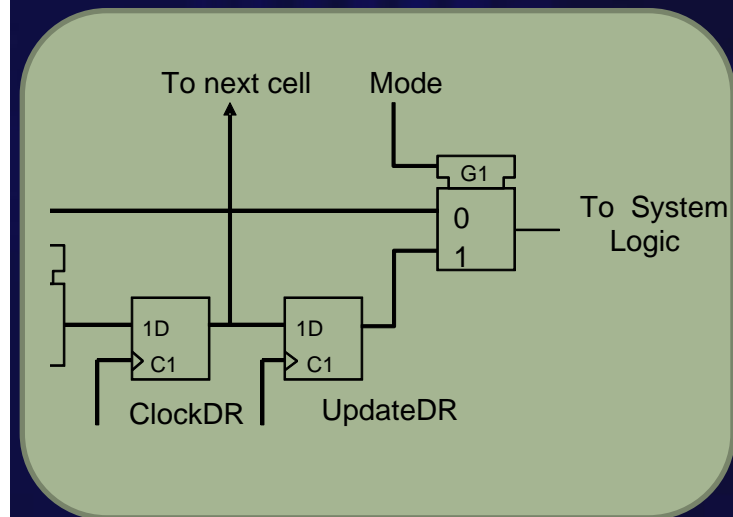 To next cell
Mode
G1
0
To System
Logic
1
1D
1D
C1
C1
ClockDR
UpdateDR